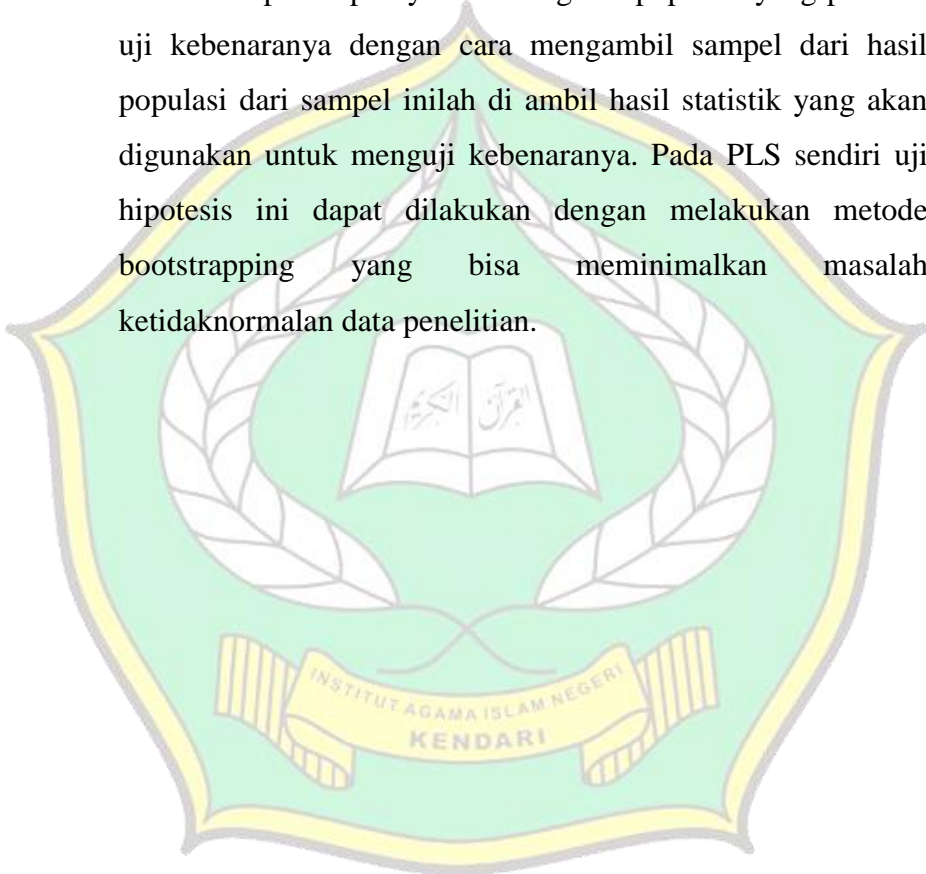 uji kebenaranya dengan cara mengambil sampel dari hasil
populasi dari sampel inilah di ambil hasil statistik yang akan
digunakan untuk menguji kebenaranya. Pada PLS sendiri uji
hipotesis ini dapat dilakukan dengan melakukan metode
bootstrapping yang bisa meminimalkan masalah
ketidaknormalan data penelitian.
القرآن الكريم
INSTITUT AGAMA ISLAM NEGERI
KENDARI